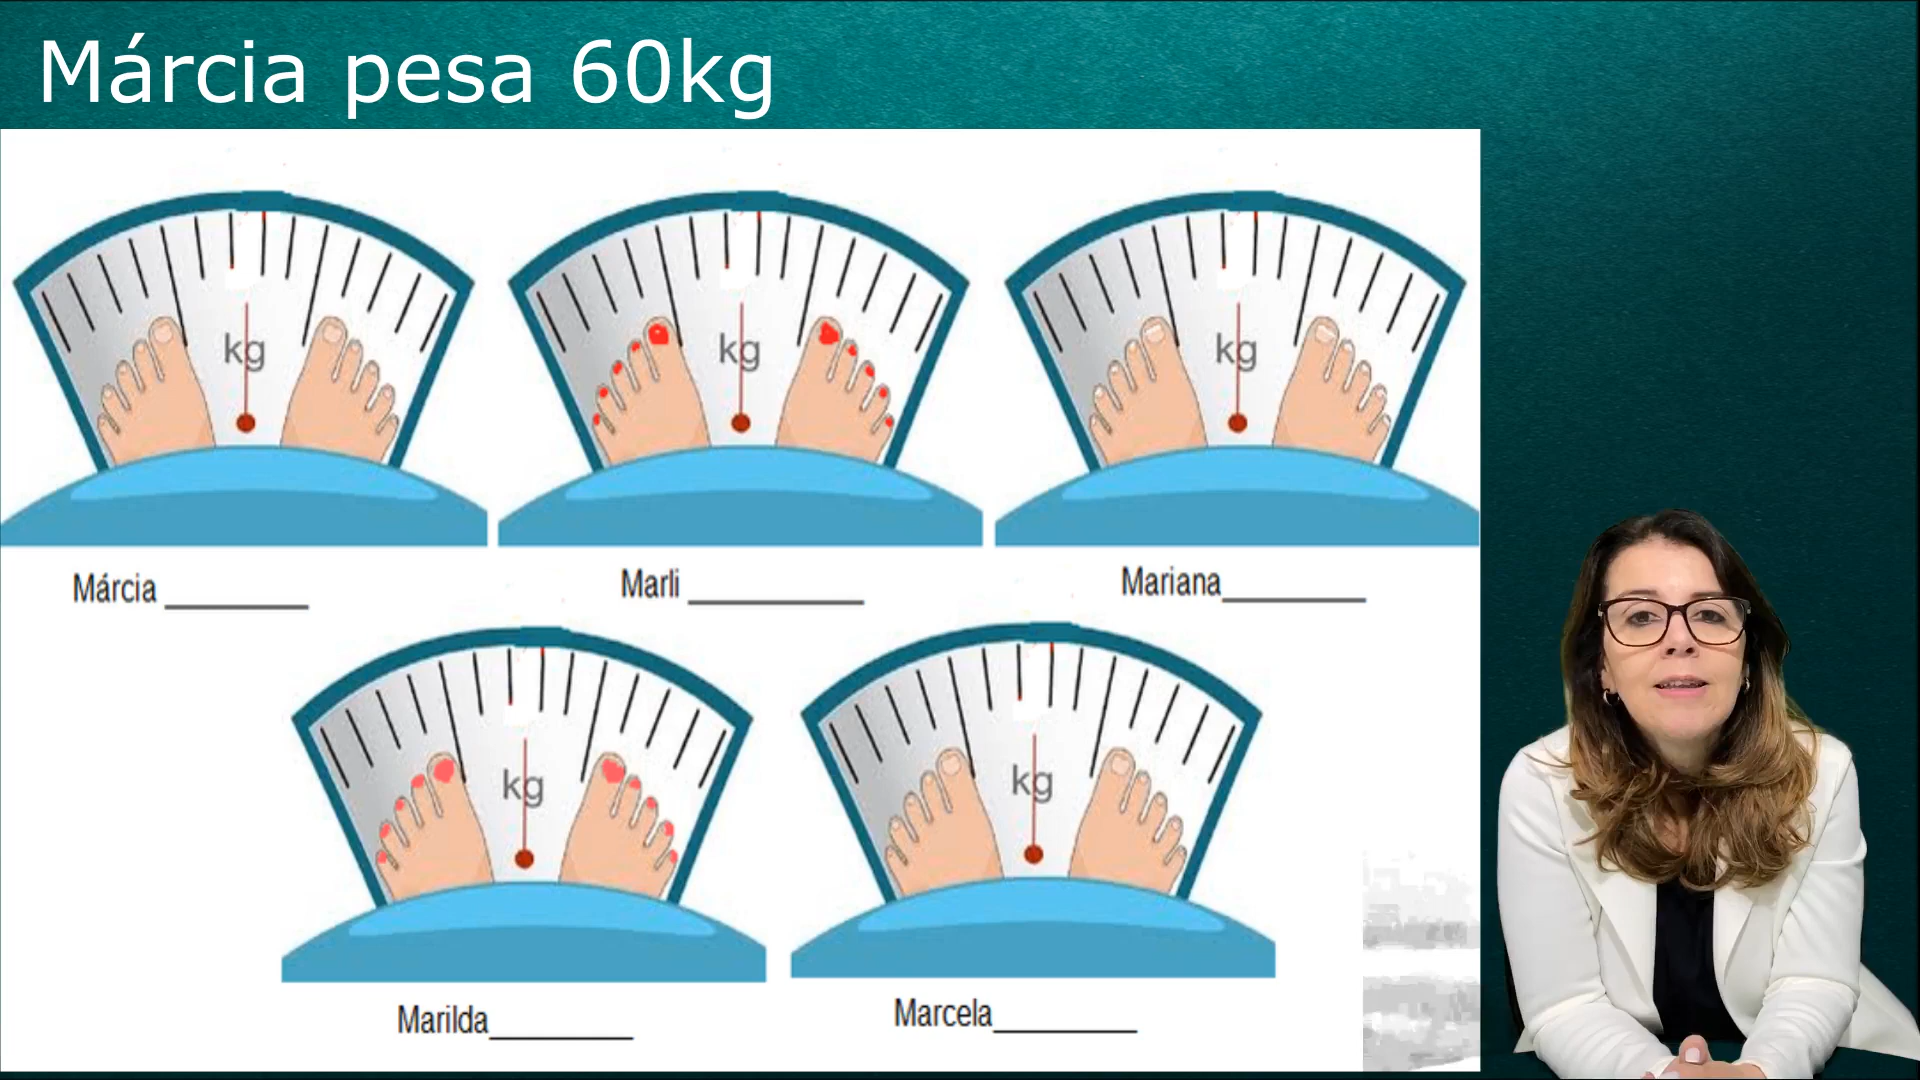 Márcia pesa 60kg
kg
kg
kg
Márcia ________
Marli __________
Mariana________
kg
kg
Marilda________
Marcela________